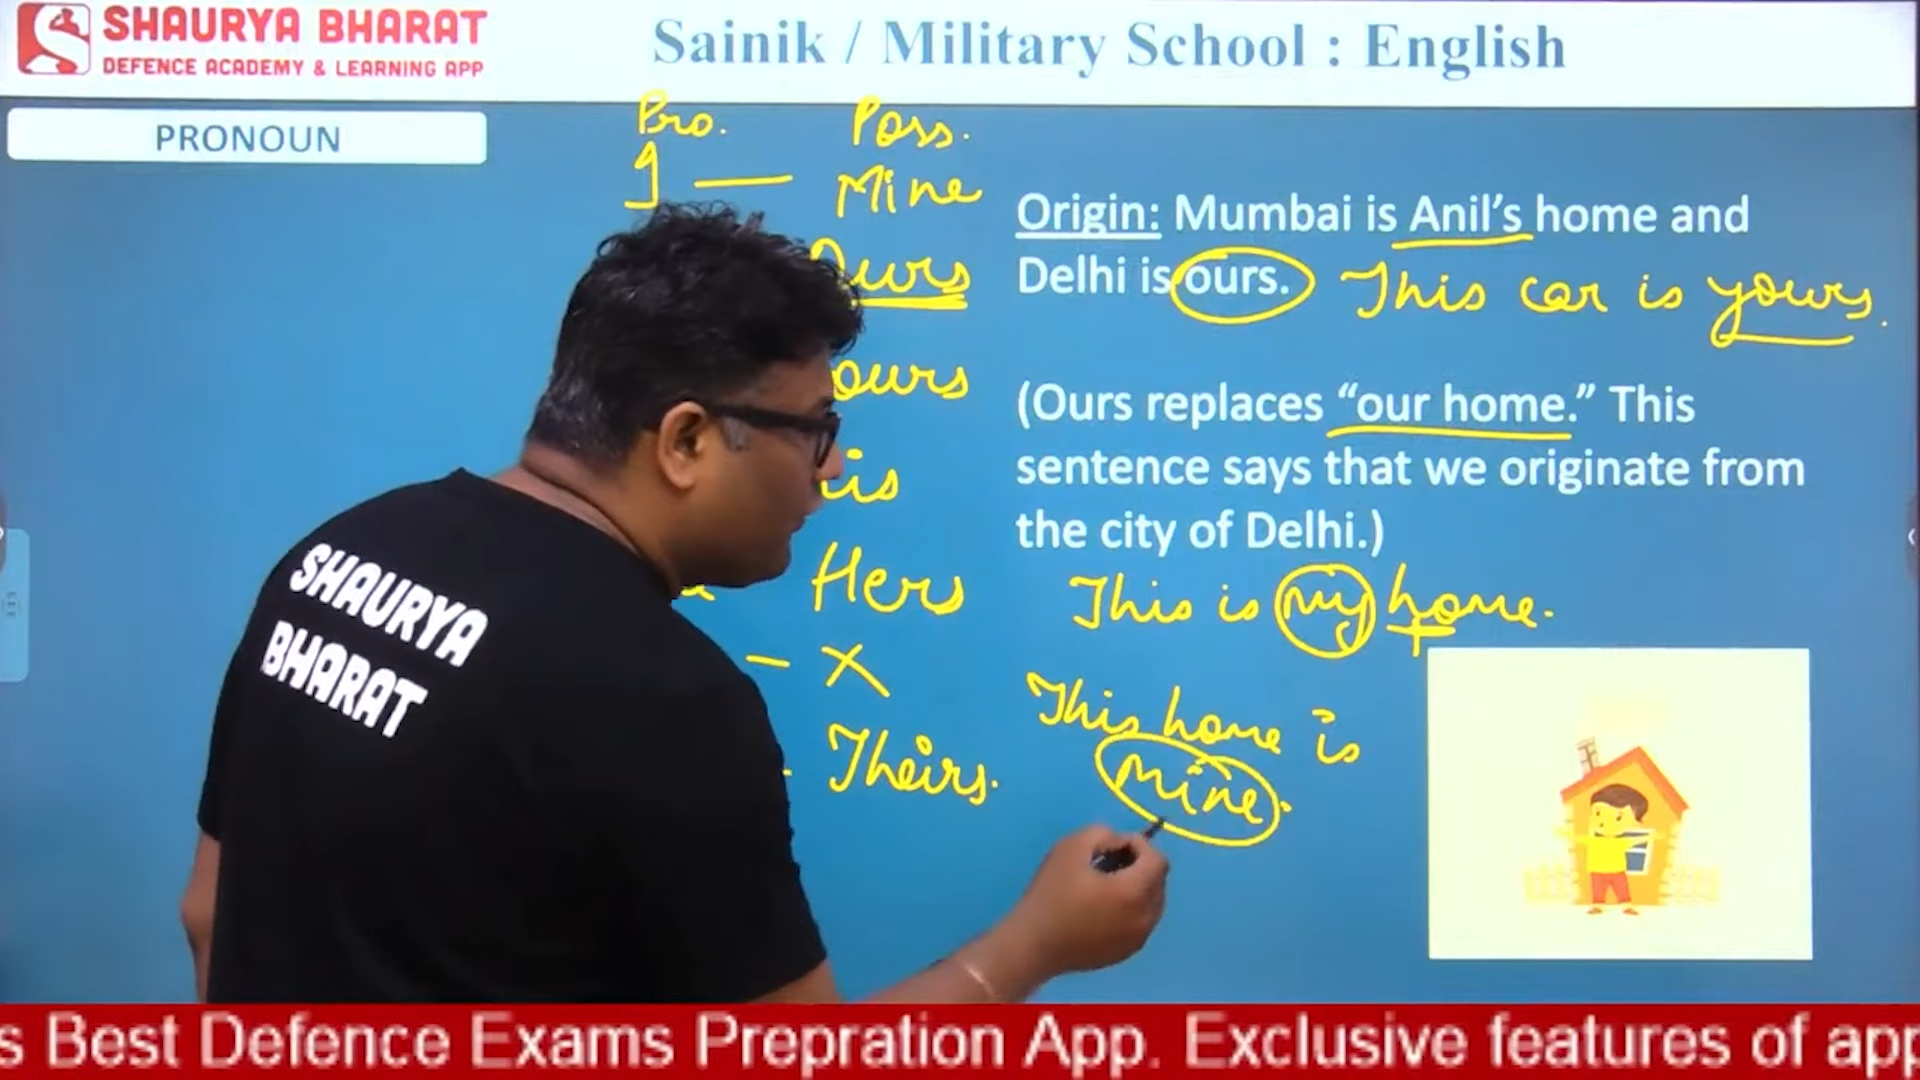 SHAURYA BHARAT
DEFENCE ACADEMY & LEARNING APP
Sainik / Military School : English
PRONOUN
Pro. Poss.
I — Mine
Ours
ours
is
Hers
- X
- Theirs.
Origin: Mumbai is Anil’s home and
Delhi is ours. This car is yours.
(Ours replaces “our home.” This
sentence says that we originate from
the city of Delhi.)
This is my home.
This home is
Mine.
SHAURYA
BHARAT
s Best Defence Exams Prepration App. Exclusive features of app